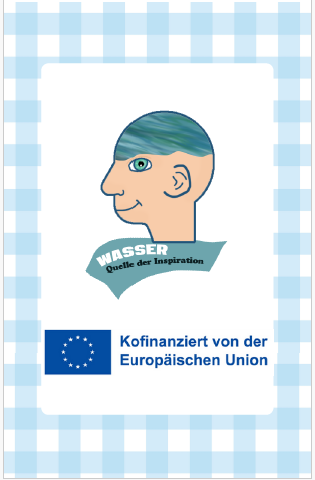 WASSER
Quelle der Inspiration
Kofinanziert von der
Europäischen Union